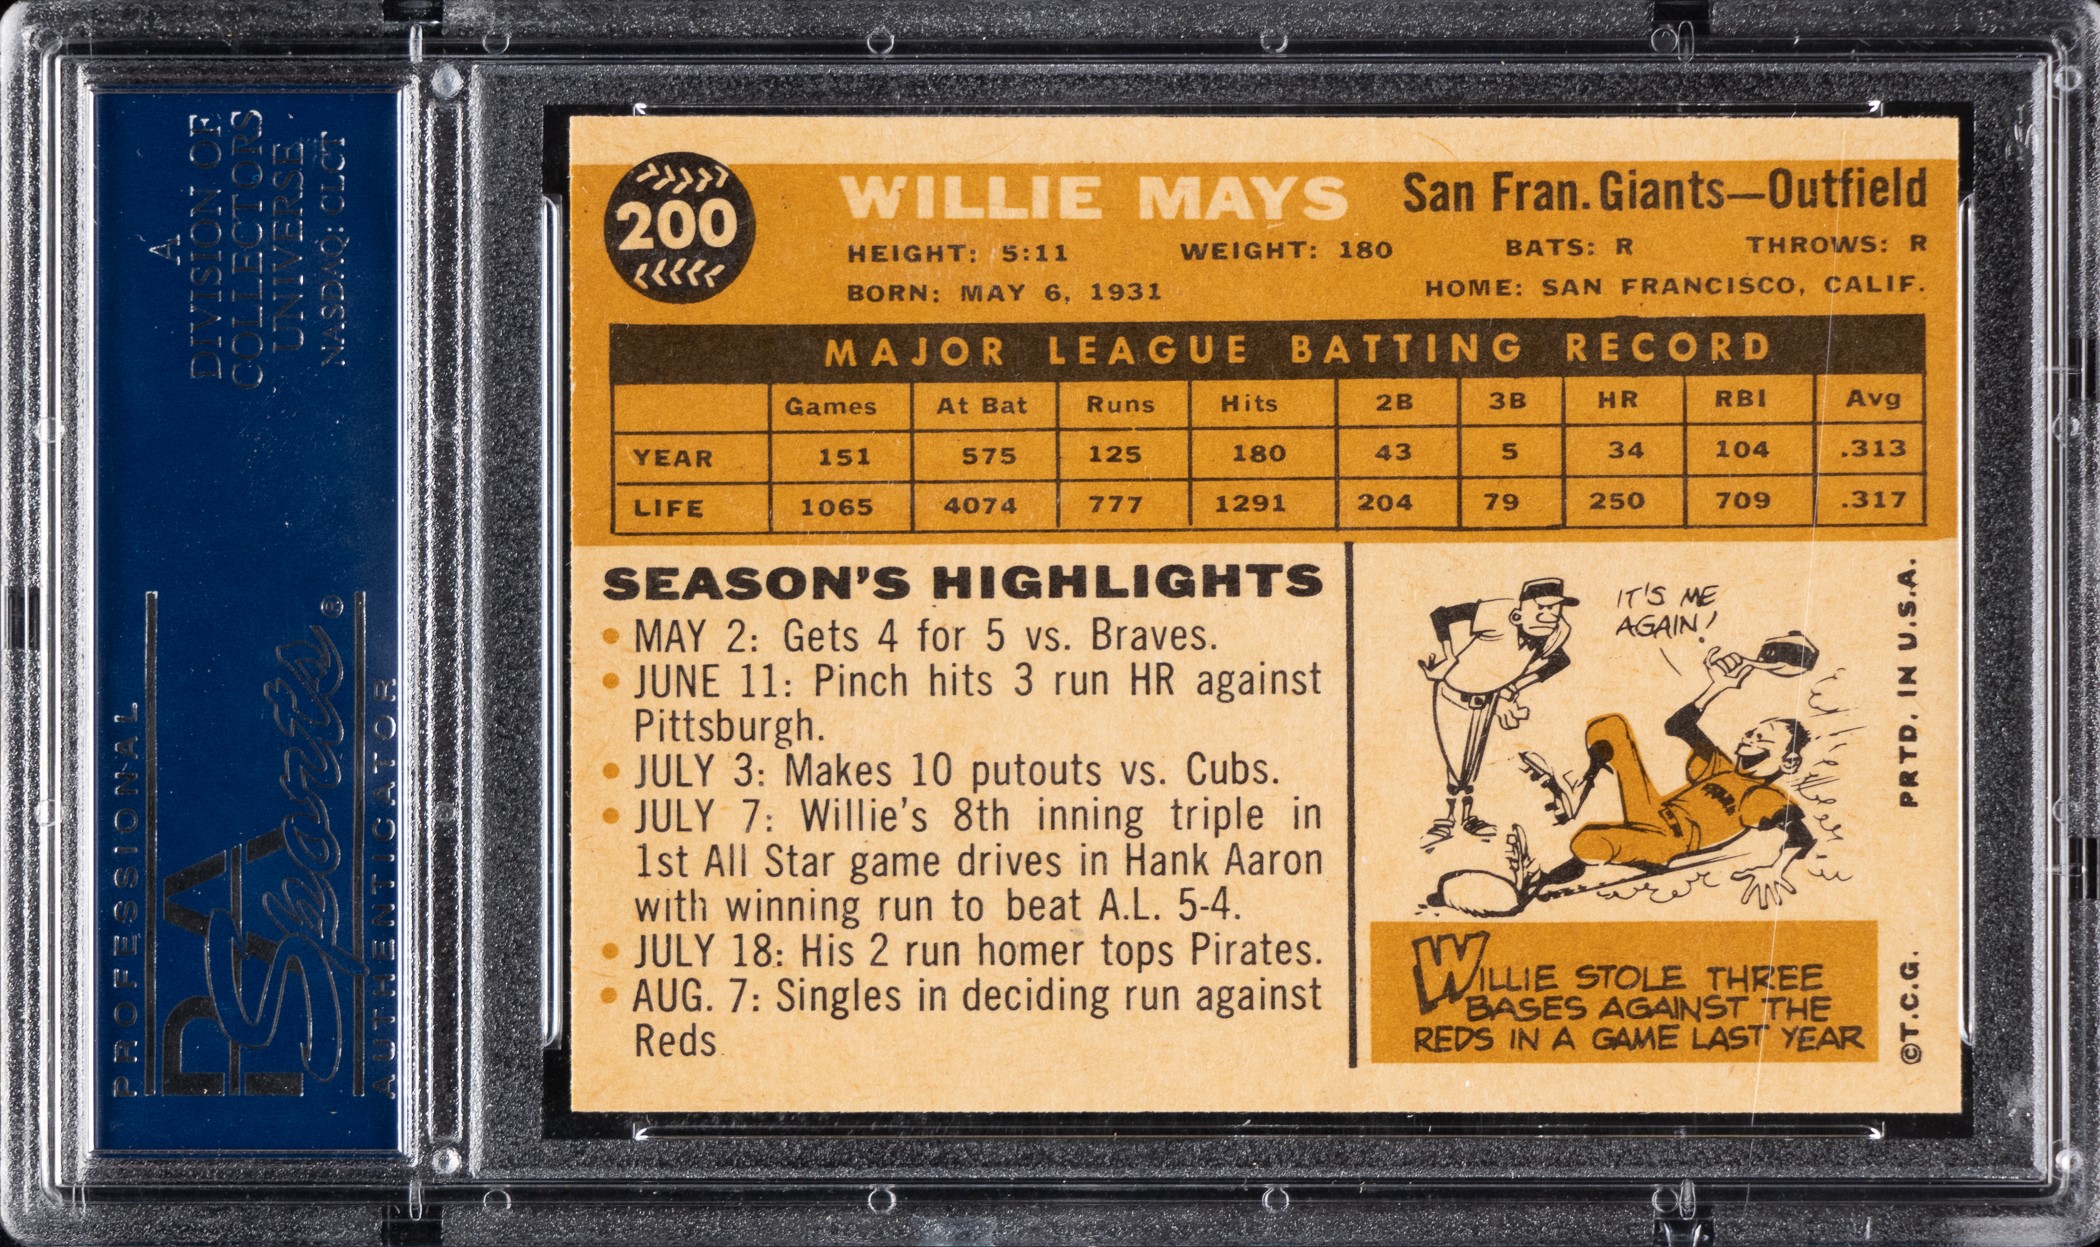 A
DIVISION OF
COLLECTORS
UNIVERSE
NASDAQ: CLCT
PROFESSIONAL
PSA
Sports®
AUTHENTICATOR
200
WILLIE MAYS San Fran. Giants—Outfield
HEIGHT: 5:11 WEIGHT: 180 BATS: R THROWS: R
BORN: MAY 6, 1931 HOME: SAN FRANCISCO, CALIF.
MAJOR LEAGUE BATTING RECORD
Games At Bat Runs Hits 2B 3B HR RBI Avg
YEAR 151 575 125 180 43 5 34 104 .313
LIFE 1065 4074 777 1291 204 79 250 709 .317
SEASON'S HIGHLIGHTS
• MAY 2: Gets 4 for 5 vs. Braves.
• JUNE 11: Pinch hits 3 run HR against
Pittsburgh.
• JULY 3: Makes 10 putouts vs. Cubs.
• JULY 7: Willie's 8th inning triple in
1st All Star game drives in Hank Aaron
with winning run to beat A.L. 5-4.
• JULY 18: His 2 run homer tops Pirates.
• AUG. 7: Singles in deciding run against
Reds
IT'S ME
AGAIN!
WILLIE STOLE THREE
BASES AGAINST THE
REDS IN A GAME LAST YEAR
©T.C.G. PRTD. IN U.S.A.